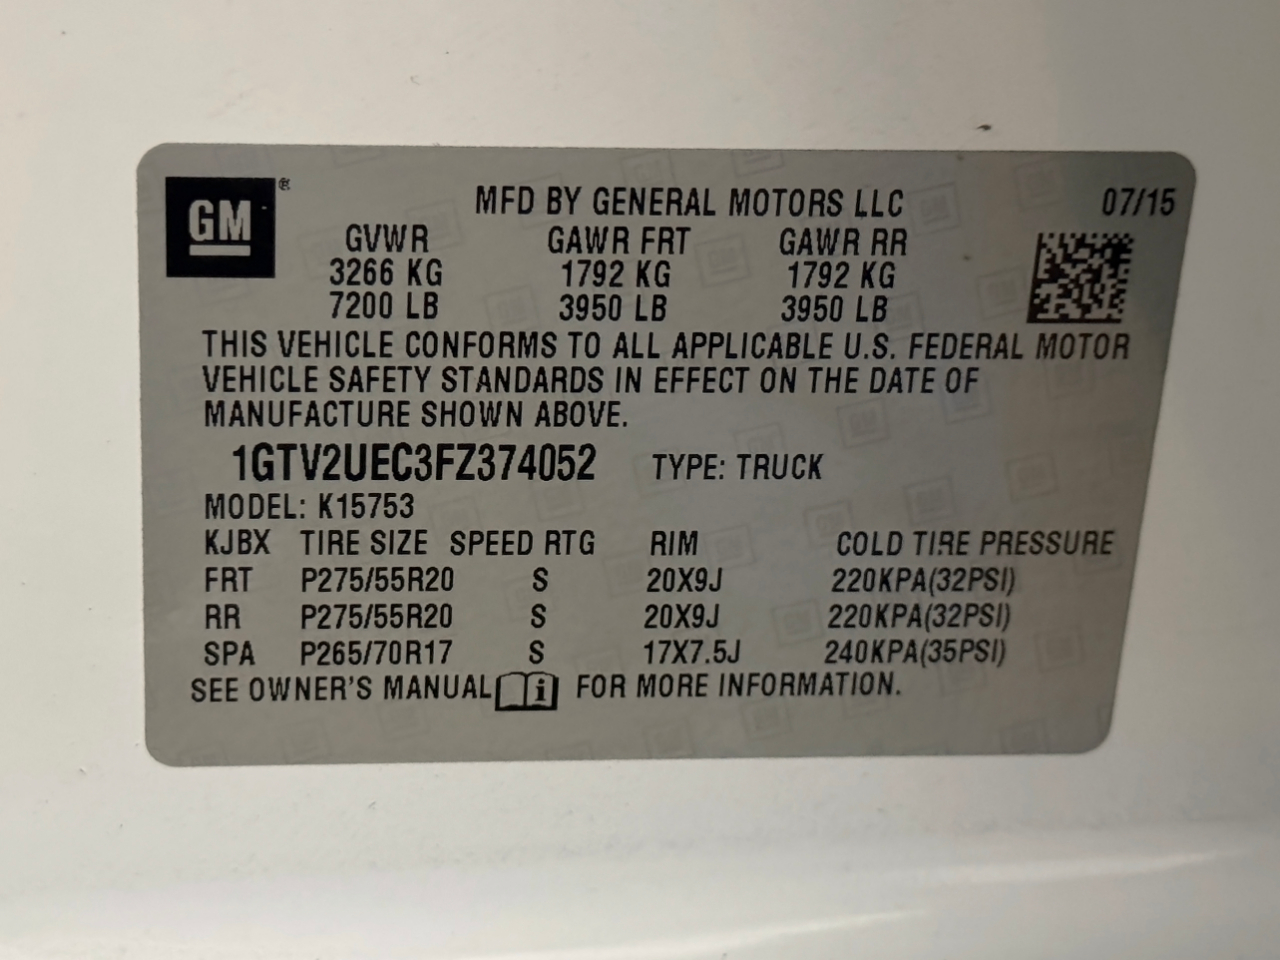 GM ®
MFD BY GENERAL MOTORS LLC 07/15
GVWR GAWR FRT GAWR RR
3266 KG 1792 KG 1792 KG
7200 LB 3950 LB 3950 LB
THIS VEHICLE CONFORMS TO ALL APPLICABLE U.S. FEDERAL MOTOR
VEHICLE SAFETY STANDARDS IN EFFECT ON THE DATE OF
MANUFACTURE SHOWN ABOVE.
1GTV2UEC3FZ374052 TYPE: TRUCK
MODEL: K15753
KJBX TIRE SIZE SPEED RTG RIM COLD TIRE PRESSURE
FRT P275/55R20 S 20X9J 220KPA(32PSI)
RR P275/55R20 S 20X9J 220KPA(32PSI)
SPA P265/70R17 S 17X7.5J 240KPA(35PSI)
SEE OWNER'S MANUAL i FOR MORE INFORMATION.